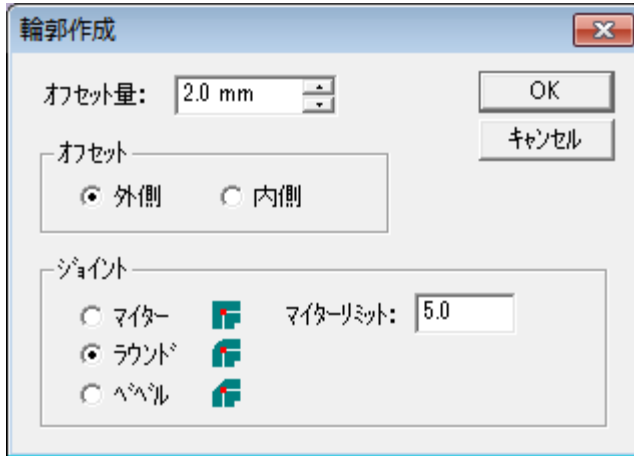 輪郭作成
ｵﾌｾｯﾄ量: 2.0 mm
OK
ｷｬﾝｾﾙ
ｵﾌｾｯﾄ
外側 内側
ｼﾞｮｲﾝﾄ
ﾏｲﾀｰ ﾏｲﾀｰﾘﾐｯﾄ: 5.0
ﾗｳﾝﾄﾞ
ﾍﾞﾍﾞﾙ